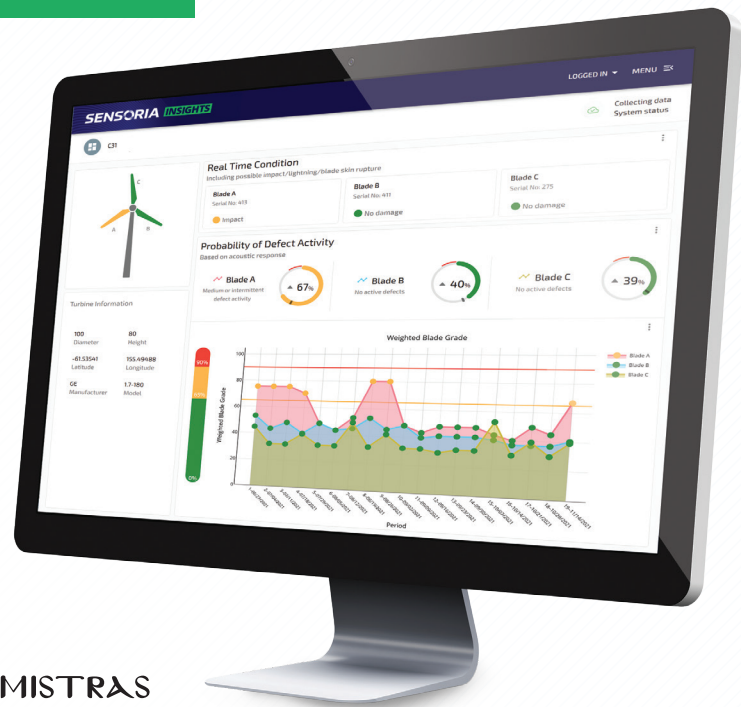 SENSORIA INSIGHTS
LOGGED IN
MENU
Collecting data
System status
C31
C
A
B
Real Time Condition
Including possible impact/lightning/blade skin rupture
Blade A
Serial No: 413
Impact
Blade B
Serial No: 411
No damage
Blade C
Serial No: 275
No damage
Probability of Defect Activity
Based on acoustic response
Blade A
Medium or intermittent
defect activity
67%
Blade B
No active defects
40%
Blade C
No active defects
39%
Turbine Information
100
Diameter
80
Height
-61.53541
Latitude
155.49488
Longitude
GE
Manufacturer
1.7-180
Model
Weighted Blade Grade
90%
0%
Weighted Blade Grade
100
80
60
40
20
0
Blade A
Blade B
Blade C
Period
MISTRAS